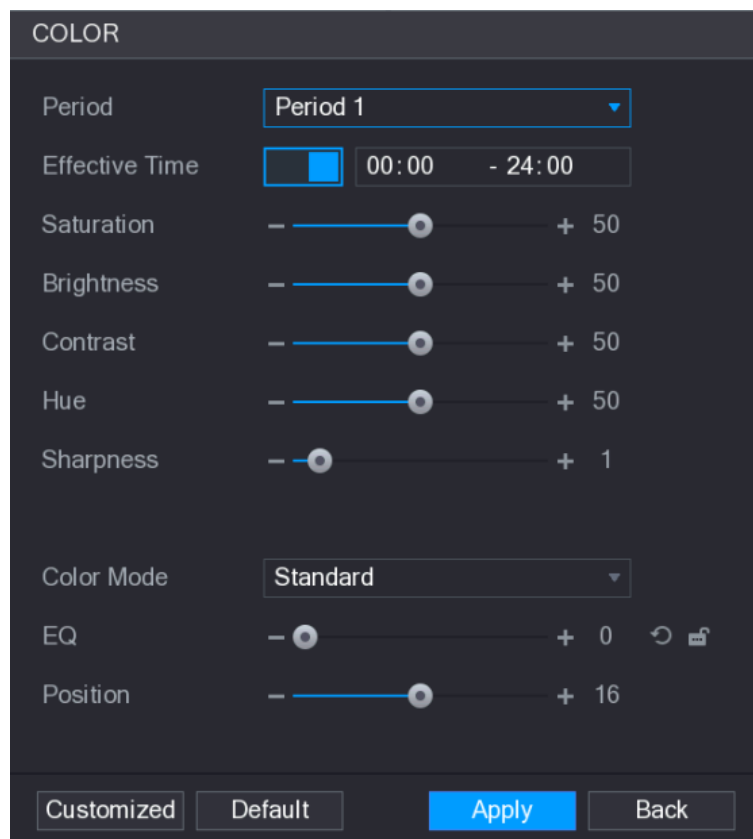 COLOR
Period Period 1
Effective Time 00:00 - 24:00
Saturation − + 50
Brightness − + 50
Contrast − + 50
Hue − + 50
Sharpness − + 1
Color Mode Standard
EQ − + 0
Position − + 16
Customized Default Apply Back